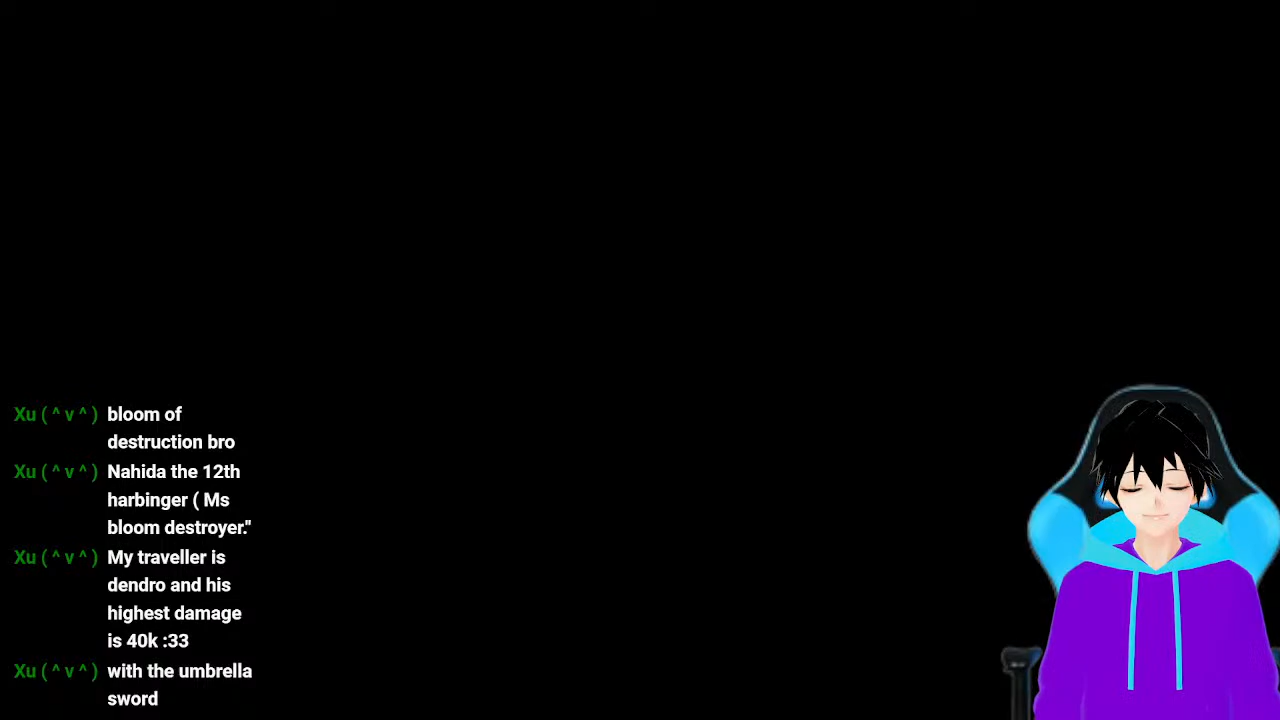 Xu ( ^ v ^ ) bloom of
destruction bro
Xu ( ^ v ^ ) Nahida the 12th
harbinger ( Ms
bloom destroyer."
Xu ( ^ v ^ ) My traveller is
dendro and his
highest damage
is 40k :33
Xu ( ^ v ^ ) with the umbrella
sword